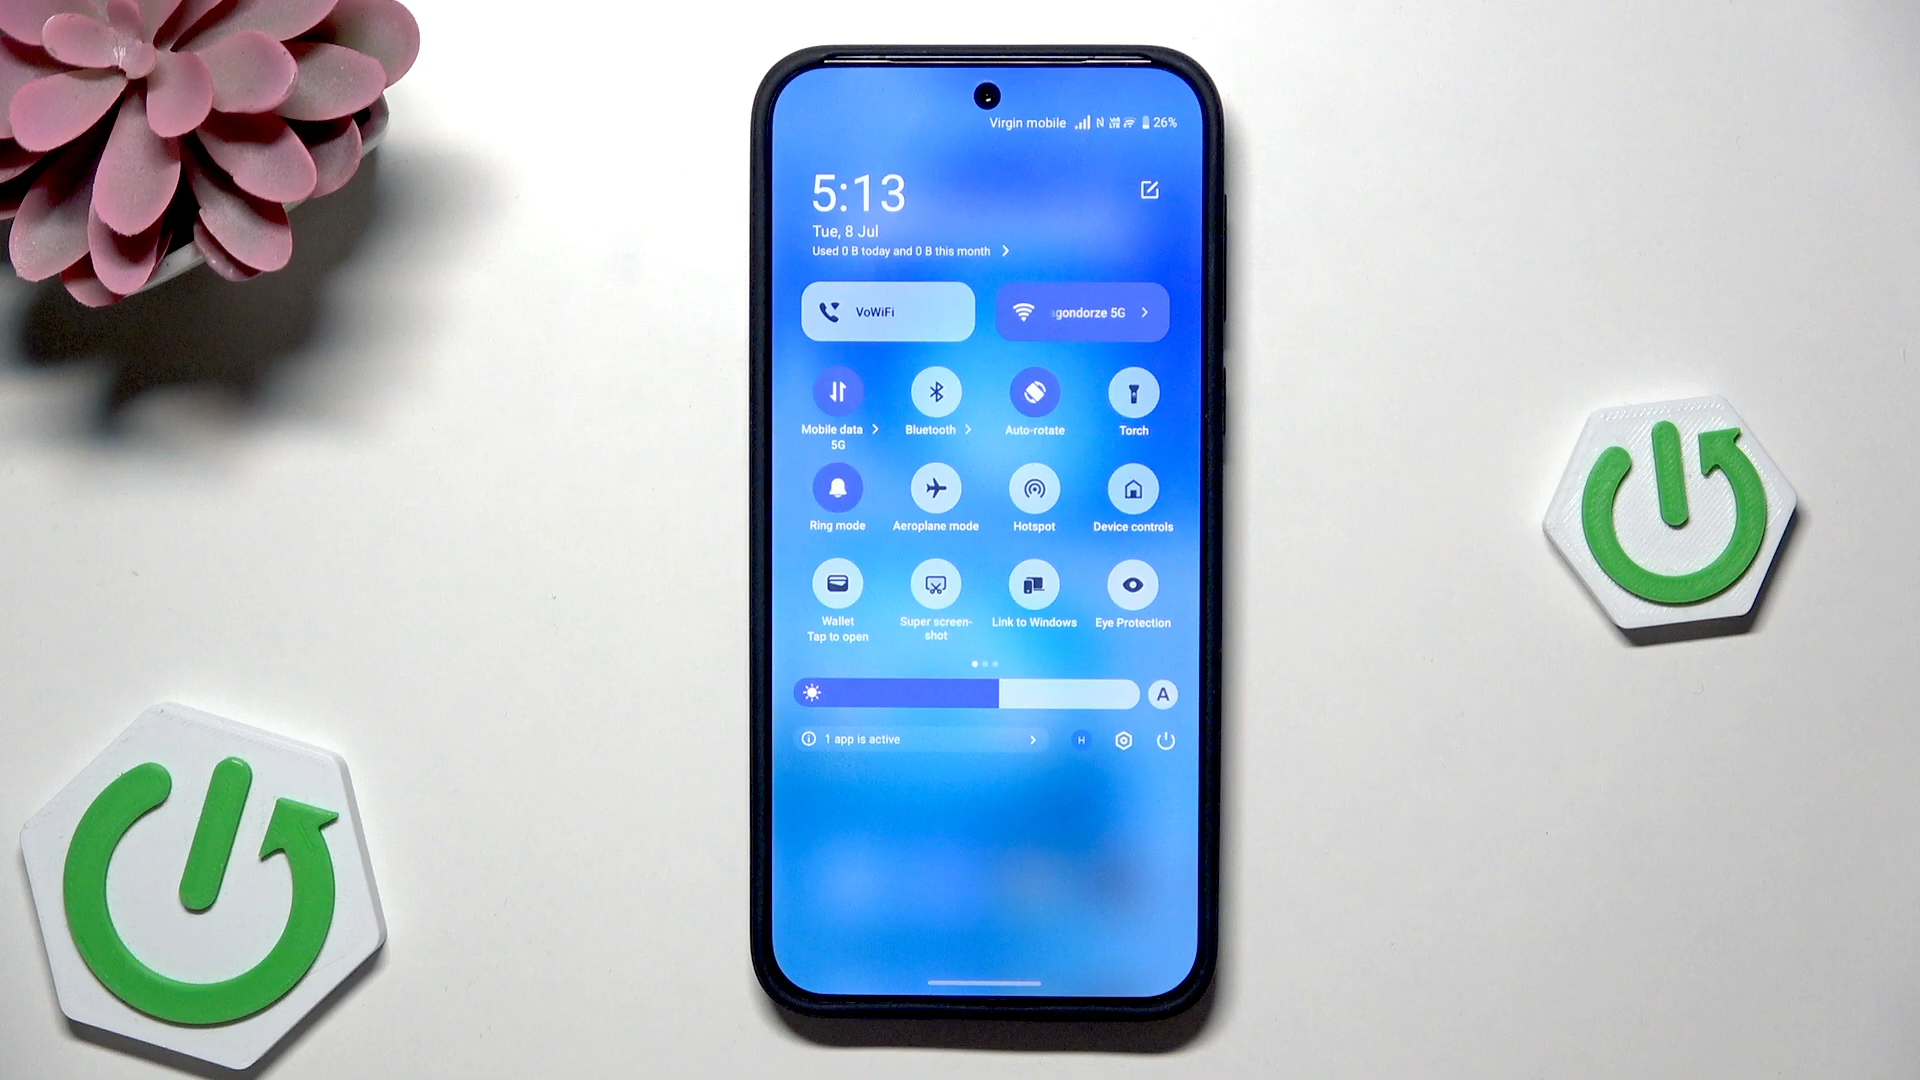 Virgin mobile 26%
5:13
Tue, 8 Jul
Used 0 B today and 0 B this month
VoWiFi
gondorze 5G
Mobile data
5G
Bluetooth
Auto-rotate
Torch
Ring mode
Aeroplane mode
Hotspot
Device controls
Wallet
Tap to open
Super screen-
shot
Link to Windows
Eye Protection
A
1 app is active
H